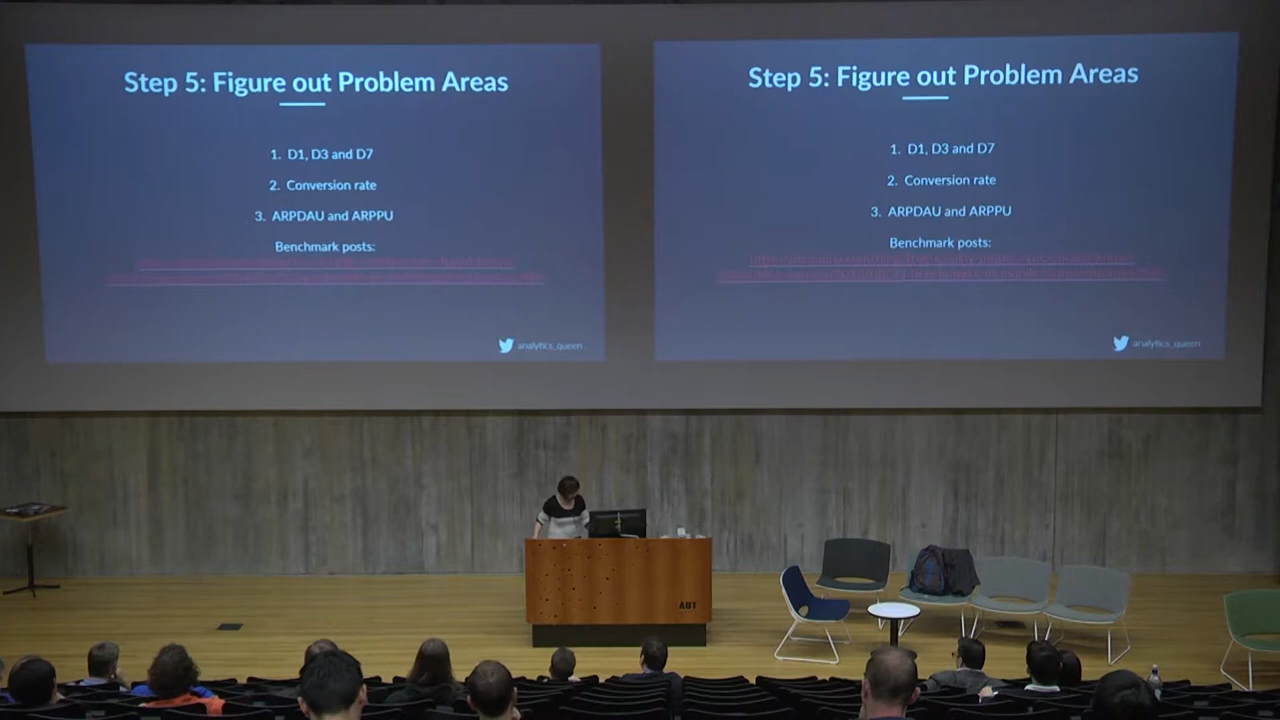 Step 5: Figure out Problem Areas
1. D1, D3 and D7
2. Conversion rate
3. ARPDAU and ARPPU
Benchmark posts:
analytics_queen
Step 5: Figure out Problem Areas
1. D1, D3 and D7
2. Conversion rate
3. ARPDAU and ARPPU
Benchmark posts:
analytics_queen
AUT